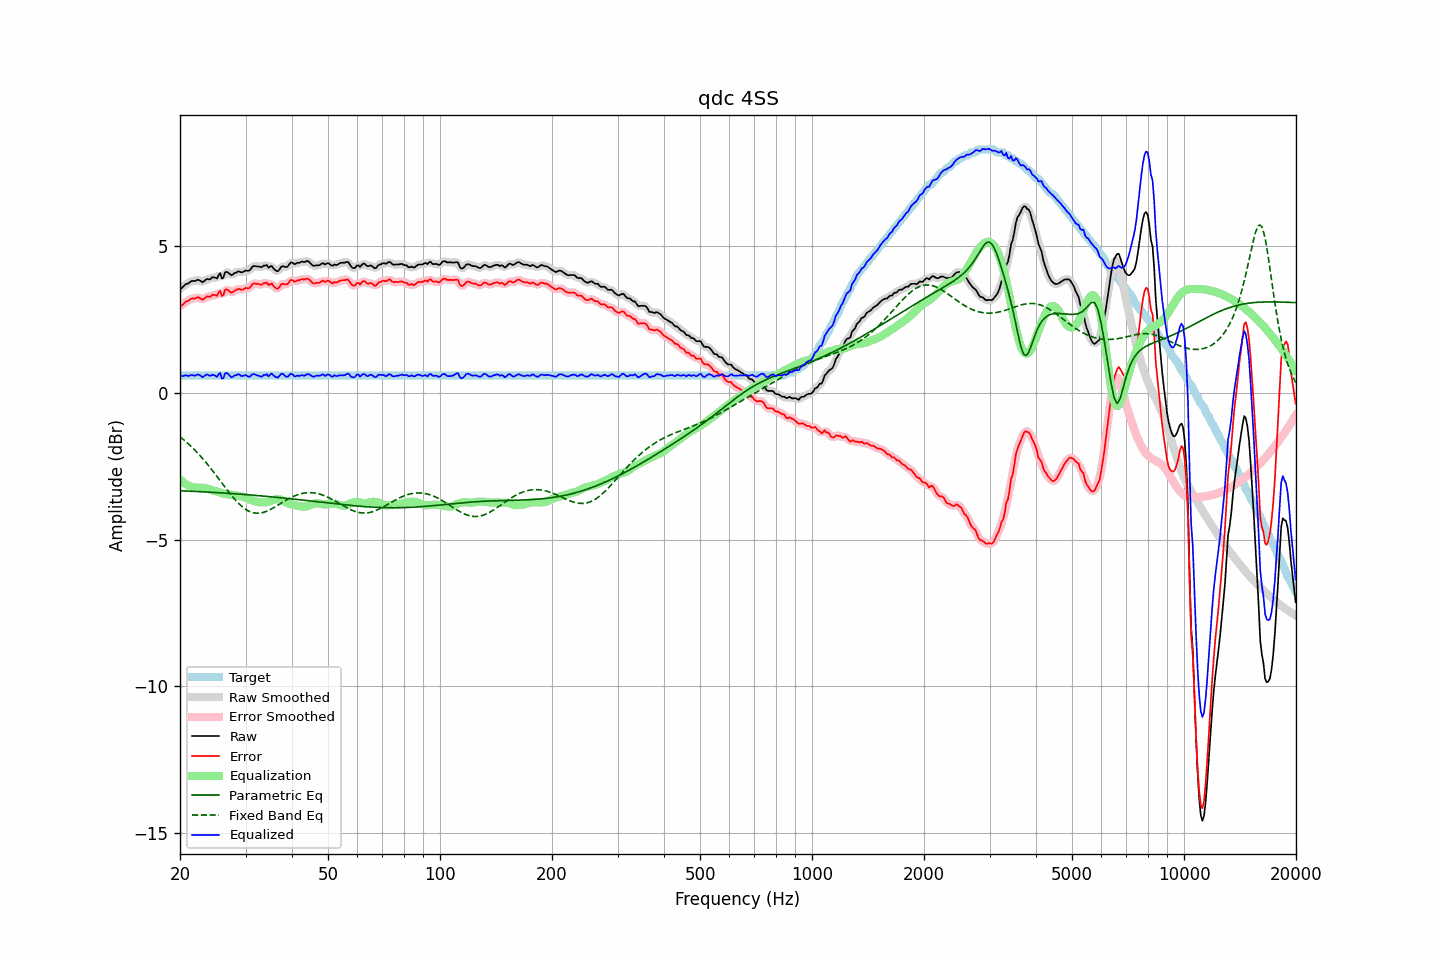 qdc 4SS
Amplitude (dBr)
5
0
−5
−10
−15
Target
Raw Smoothed
Error Smoothed
Raw
Error
Equalization
Parametric Eq
Fixed Band Eq
Equalized
20 50 100 200 500 1000 2000 5000 10000 20000
Frequency (Hz)